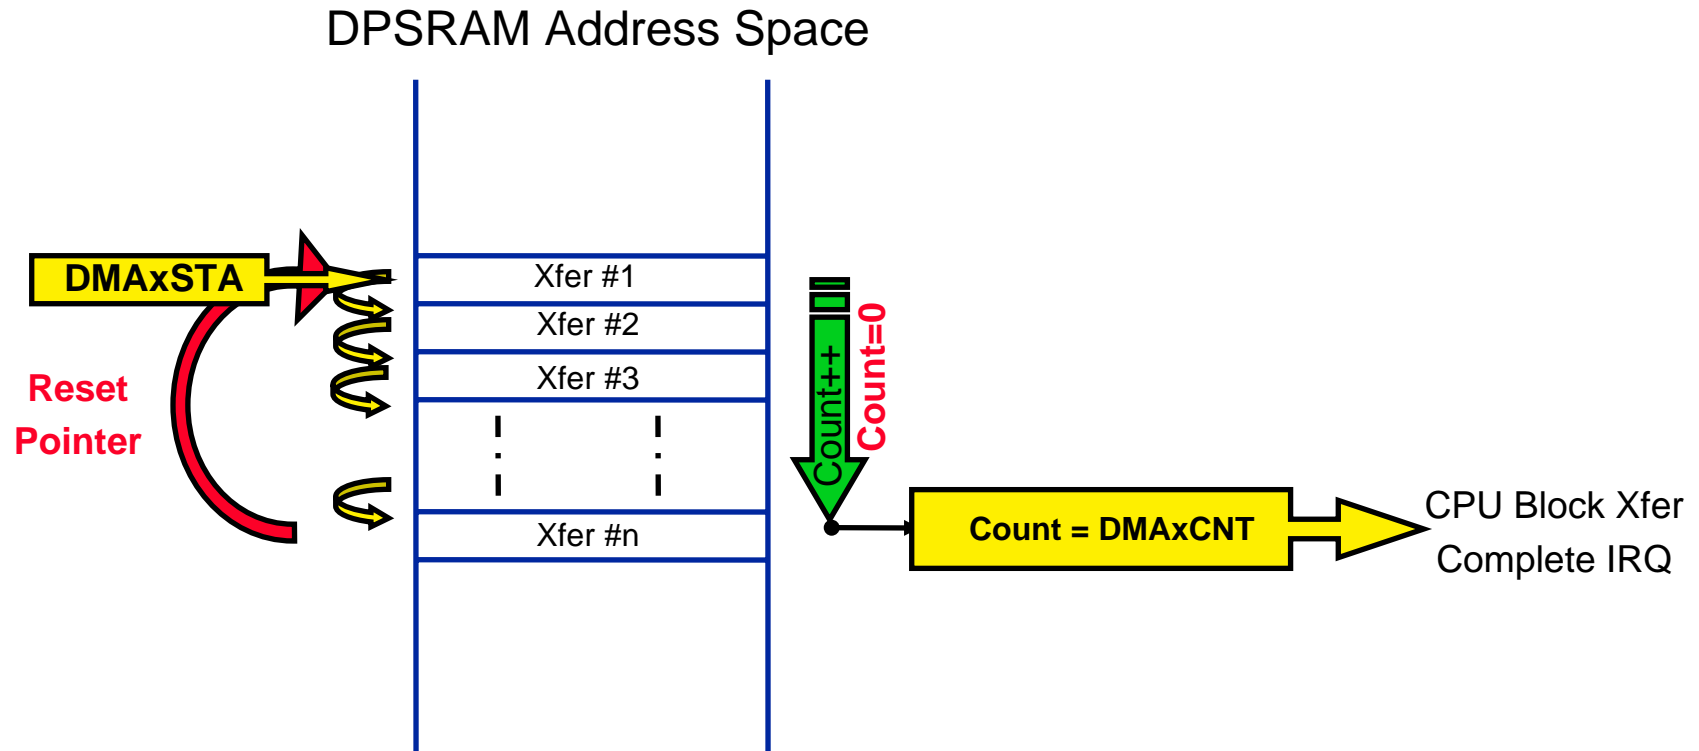 DPSRAM Address Space
DMAxSTA
Reset
Pointer
Xfer #1
Xfer #2
Xfer #3
Xfer #n
Count++
Count=0
Count = DMAxCNT
CPU Block Xfer
Complete IRQ